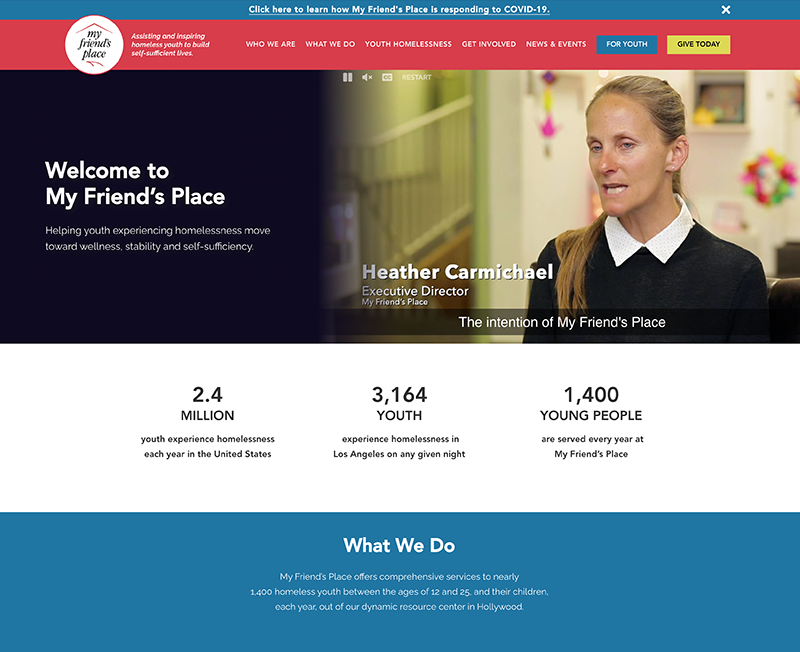 Click here to learn how My Friend's Place is responding to COVID-19.
my
friend's
place
Assisting and inspiring
homeless youth to build
self-sufficient lives.
WHO WE ARE WHAT WE DO YOUTH HOMELESSNESS GET INVOLVED NEWS & EVENTS FOR YOUTH GIVE TODAY
CC RESTART
Welcome to
My Friend's Place
Helping youth experiencing homelessness move
toward wellness, stability and self-sufficiency.
Heather Carmichael
Executive Director
My Friend's Place
The intention of My Friend's Place
2.4
MILLION
youth experience homelessness
each year in the United States
3,164
YOUTH
experience homelessness in
Los Angeles on any given night
1,400
YOUNG PEOPLE
are served every year at
My Friend's Place
What We Do
My Friend's Place offers comprehensive services to nearly
1,400 homeless youth between the ages of 12 and 25, and their children,
each year, out of our dynamic resource center in Hollywood.